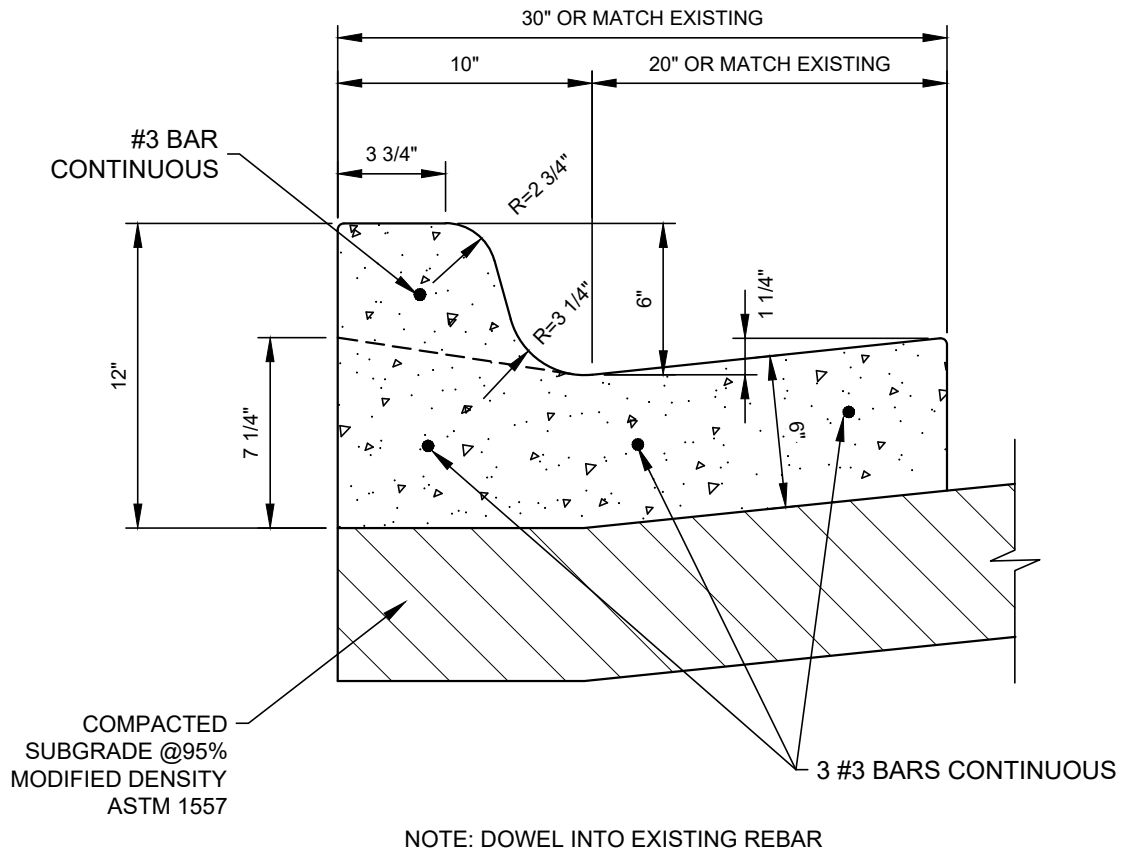 30" OR MATCH EXISTING
10"
20" OR MATCH EXISTING
#3 BAR
CONTINUOUS
3 3/4"
R=2 3/4"
12"
7 1/4"
R=3 1/4"
6"
1 1/4"
6"
COMPACTED
SUBGRADE @95%
MODIFIED DENSITY
ASTM 1557
3 #3 BARS CONTINUOUS
NOTE: DOWEL INTO EXISTING REBAR